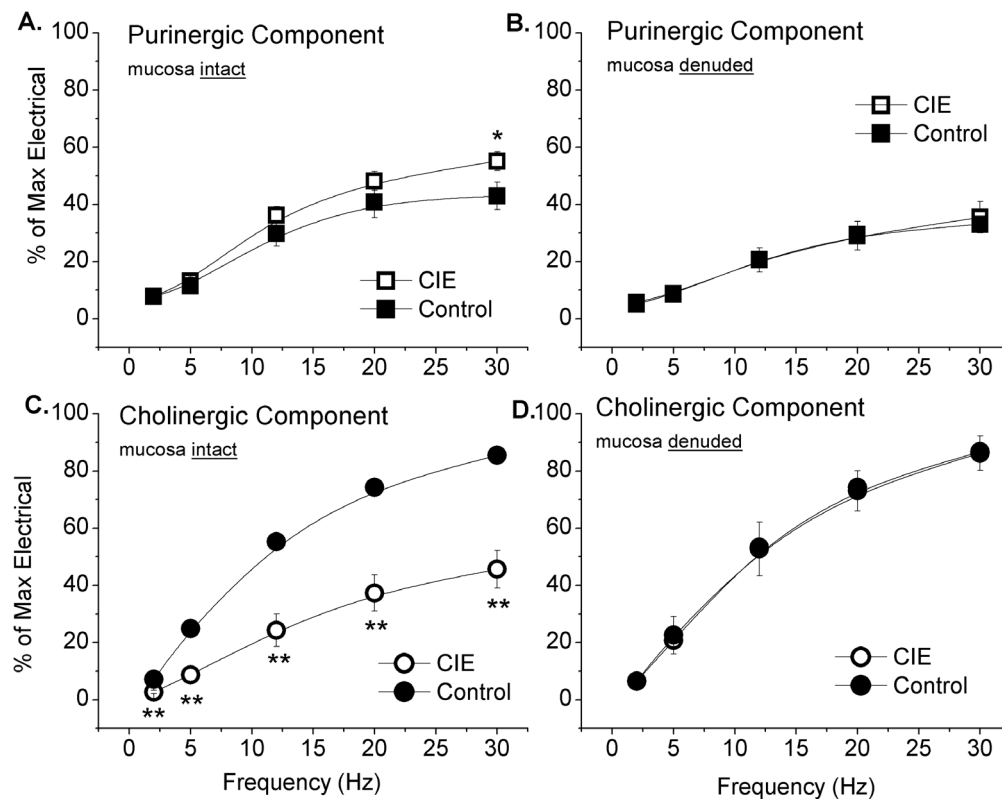 A.
Purinergic Component
mucosa intact
100
80
60
40
20
0
% of Max Electrical
*
CIE
Control
0 5 10 15 20 25 30
B.
Purinergic Component
mucosa denuded
100
80
60
40
20
0
CIE
Control
0 5 10 15 20 25 30
C.
Cholinergic Component
mucosa intact
100
80
60
40
20
0
% of Max Electrical
** ** ** ** **
CIE
Control
0 5 10 15 20 25 30
Frequency (Hz)
D.
Cholinergic Component
mucosa denuded
100
80
60
40
20
0
CIE
Control
0 5 10 15 20 25 30
Frequency (Hz)